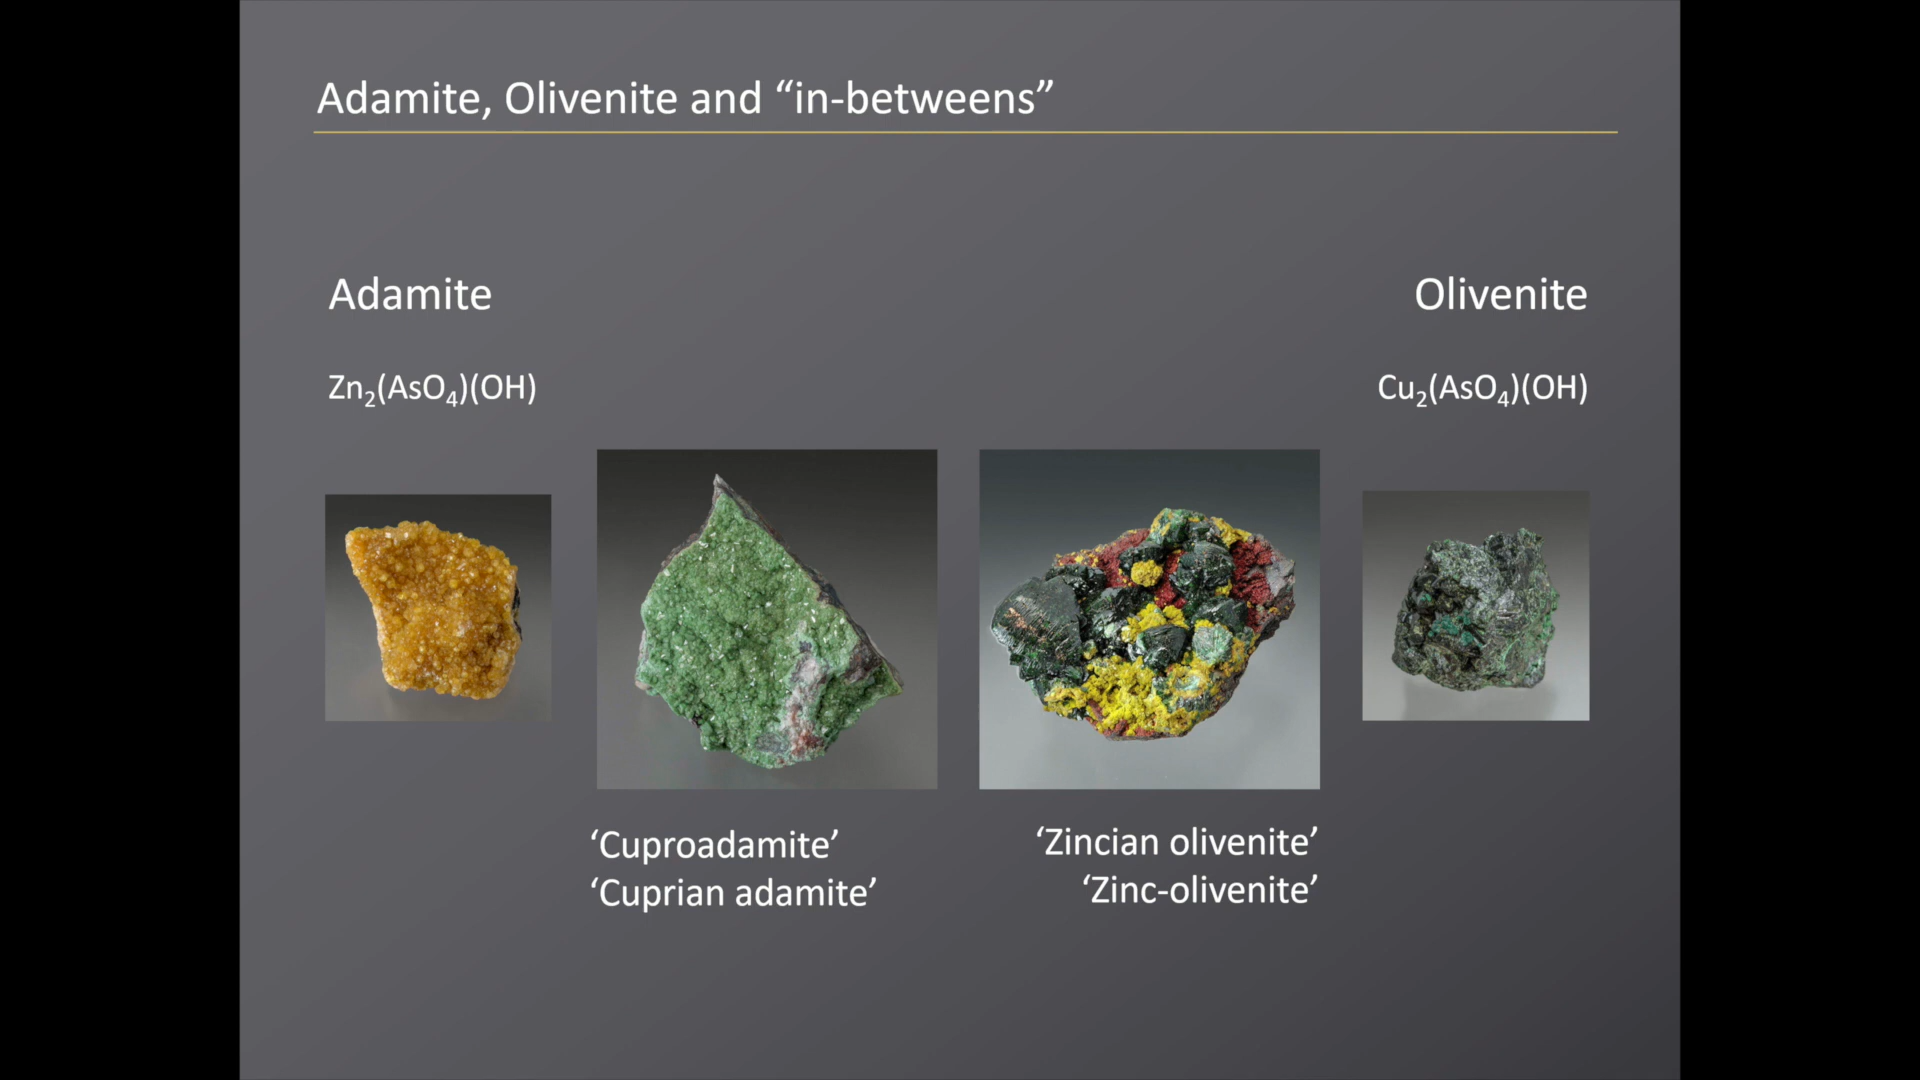 Adamite, Olivenite and “in-betweens”
Adamite
Olivenite
Zn₂(AsO₄)(OH)
Cu₂(AsO₄)(OH)
‘Cuproadamite’
‘Cuprian adamite’
‘Zincian olivenite’
‘Zinc-olivenite’